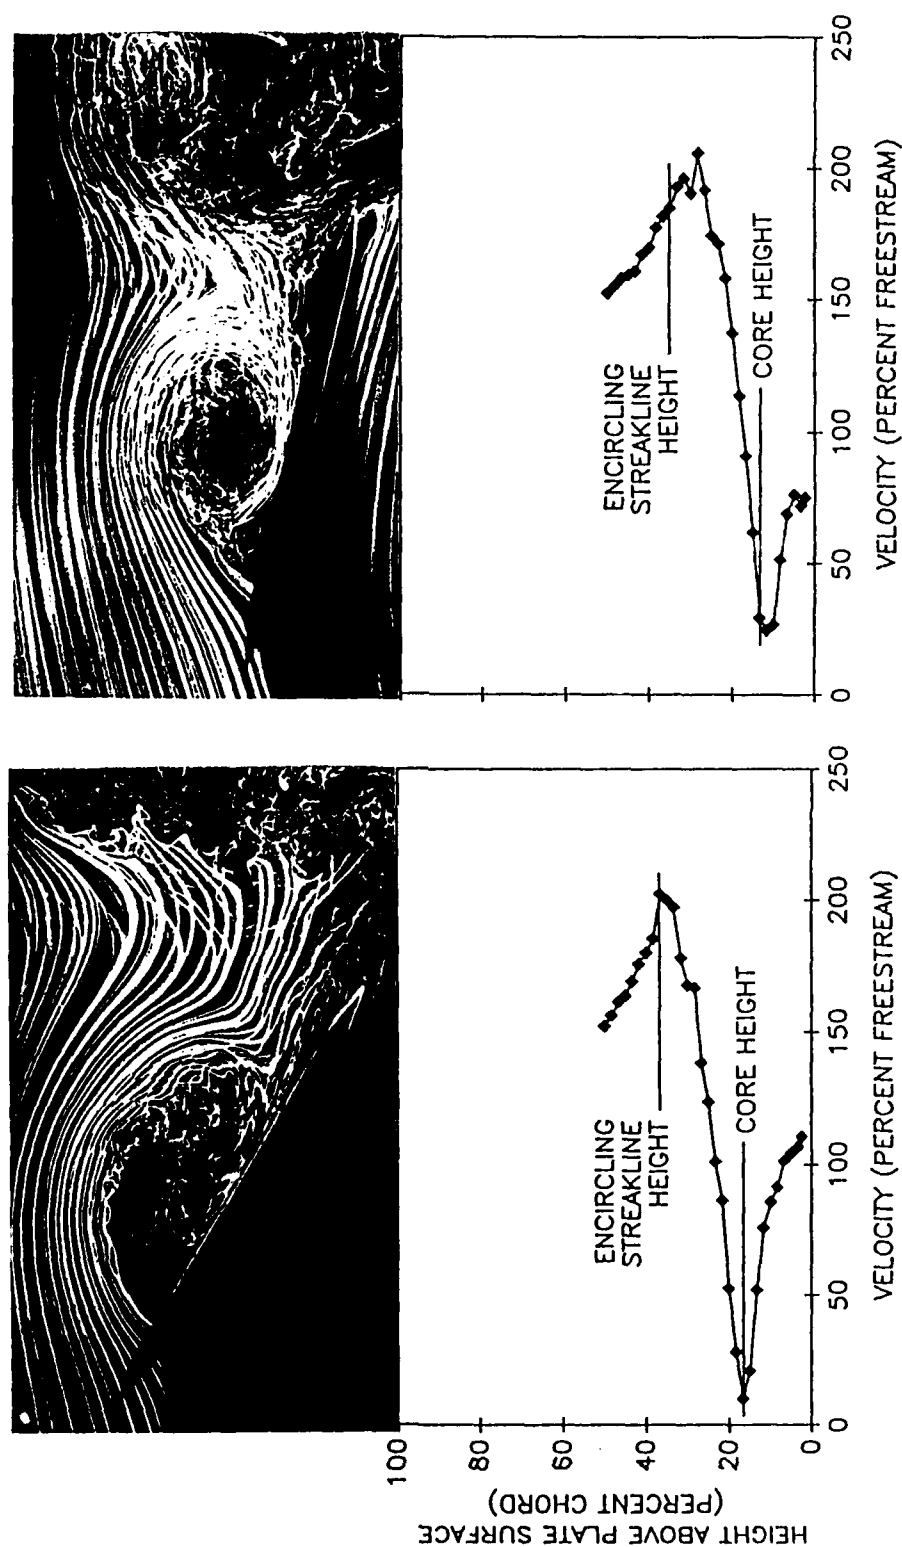 HEIGHT ABOVE PLATE SURFACE
(PERCENT CHORD)
100
80
60
40
20
0
ENCIRCLING
STREAKLINE
HEIGHT
CORE HEIGHT
0
50
100
150
200
250
VELOCITY (PERCENT FREESTREAM)
ENCIRCLING
STREAKLINE
HEIGHT
CORE HEIGHT
0
50
100
150
200
250
VELOCITY (PERCENT FREESTREAM)